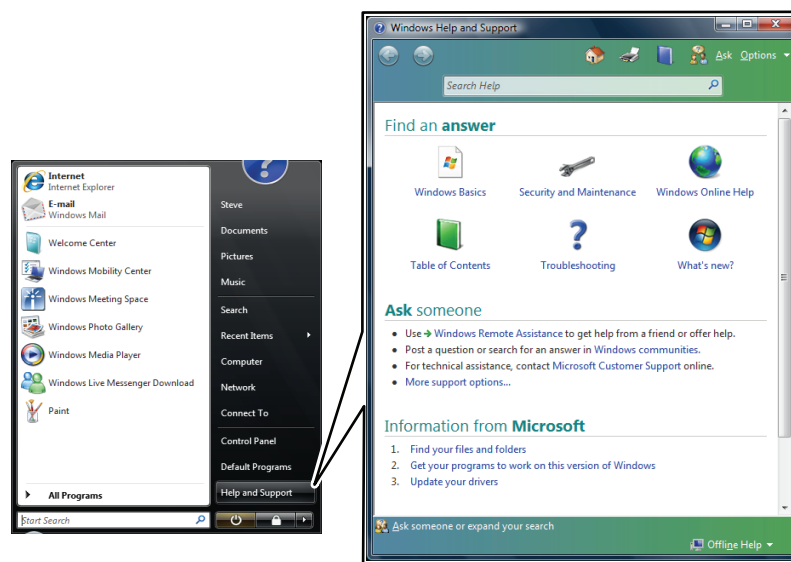 Internet
Internet Explorer
E-mail
Windows Mail
Welcome Center
Windows Mobility Center
Windows Meeting Space
Windows Photo Gallery
Windows Media Player
Windows Live Messenger Download
Paint
All Programs
Start Search
Steve
Documents
Pictures
Music
Search
Recent Items
Computer
Network
Connect To
Control Panel
Default Programs
Help and Support
Windows Help and Support
Ask Options
Search Help
Find an answer
Windows Basics Security and Maintenance Windows Online Help
Table of Contents Troubleshooting What's new?
Ask someone
• Use Windows Remote Assistance to get help from a friend or offer help.
• Post a question or search for an answer in Windows communities.
• For technical assistance, contact Microsoft Customer Support online.
• More support options...
Information from Microsoft
1. Find your files and folders
2. Get your programs to work on this version of Windows
3. Update your drivers
Ask someone or expand your search
Offline Help